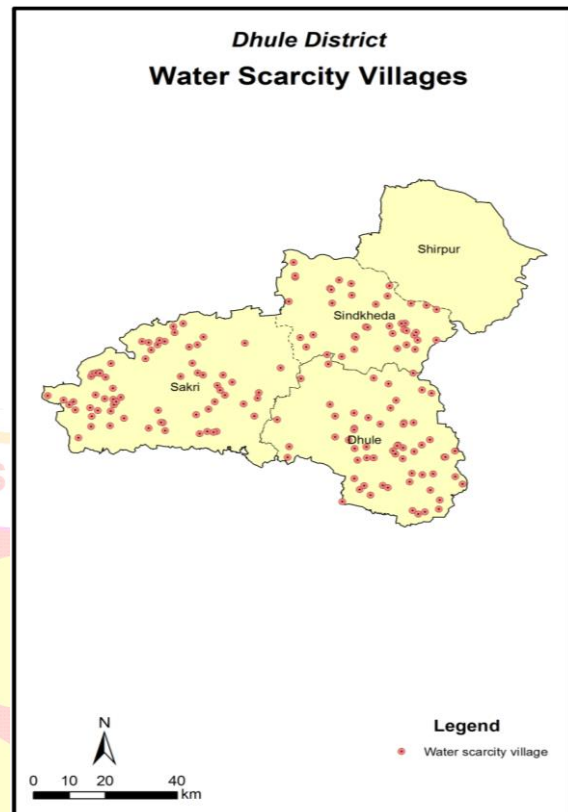 Dhule District
Water Scarcity Villages
Shirpur
Sindkheda
Sakri
Dhule
N
Legend
Water scarcity village
0 10 20 40
km